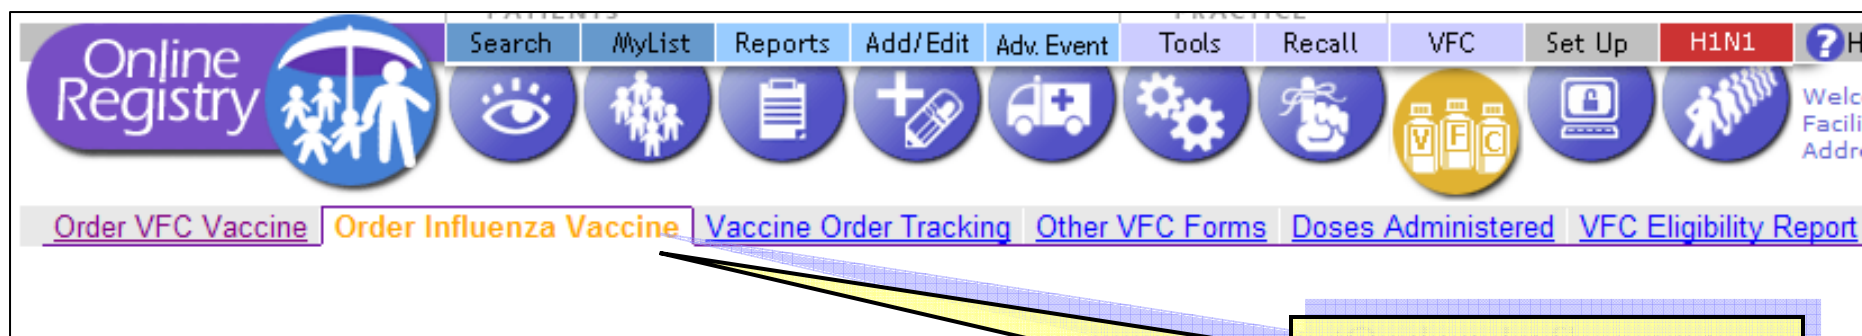 Online
Registry
Search MyList Reports Add/Edit Adv. Event Tools Recall VFC Set Up H1N1 ?
V F C
Order VFC Vaccine Order Influenza Vaccine Vaccine Order Tracking Other VFC Forms Doses Administered VFC Eligibility Report